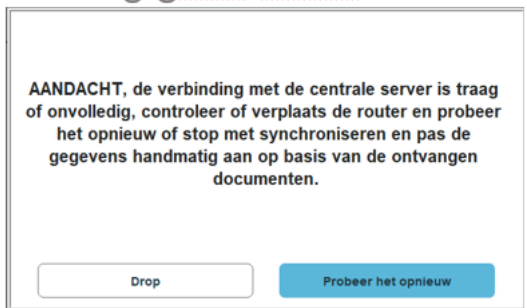 AANDACHT, de verbinding met de centrale server is traag
of onvolledig, controleer of verplaats de router en probeer
het opnieuw of stop met synchroniseren en pas de
gegevens handmatig aan op basis van de ontvangen
documenten.
Drop
Probeer het opnieuw